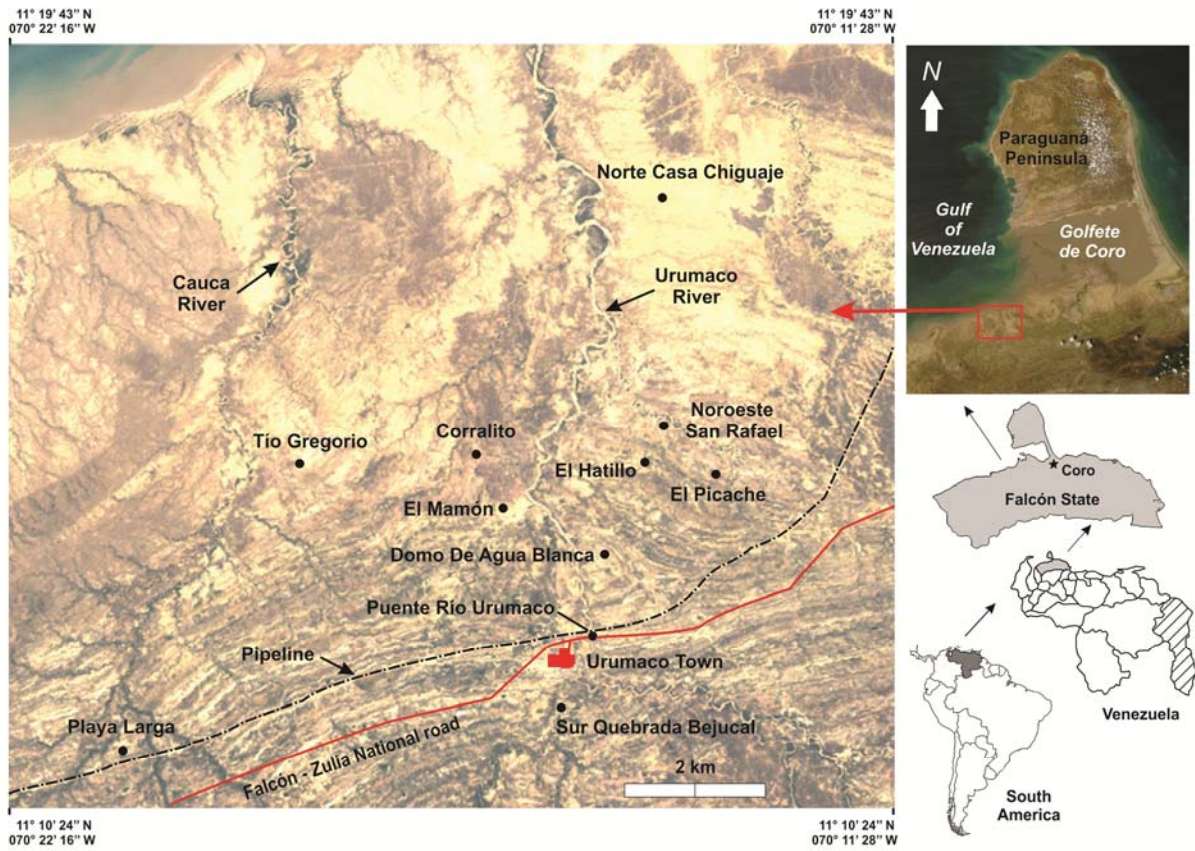 11° 19’ 43” N
070° 22’ 16” W
11° 19’ 43” N
070° 11’ 28” W
N
Paraguaná
Peninsula
Gulf
of
Venezuela
Golfete
de Coro
Norte Casa Chiguaje
Cauca
River
Urumaco
River
Noroeste
San Rafael
Tío Gregorio
Corralito
El Hatillo
El Picache
El Mamón
Domo De Agua Blanca
Puente Río Urumaco
Pipeline
Urumaco Town
Playa Larga
Sur Quebrada Bejucal
Falcón - Zulia National road
2 km
Coro
Falcón State
Venezuela
South
America
11° 10’ 24” N
070° 22’ 16” W
11° 10’ 24” N
070° 11’ 28” W